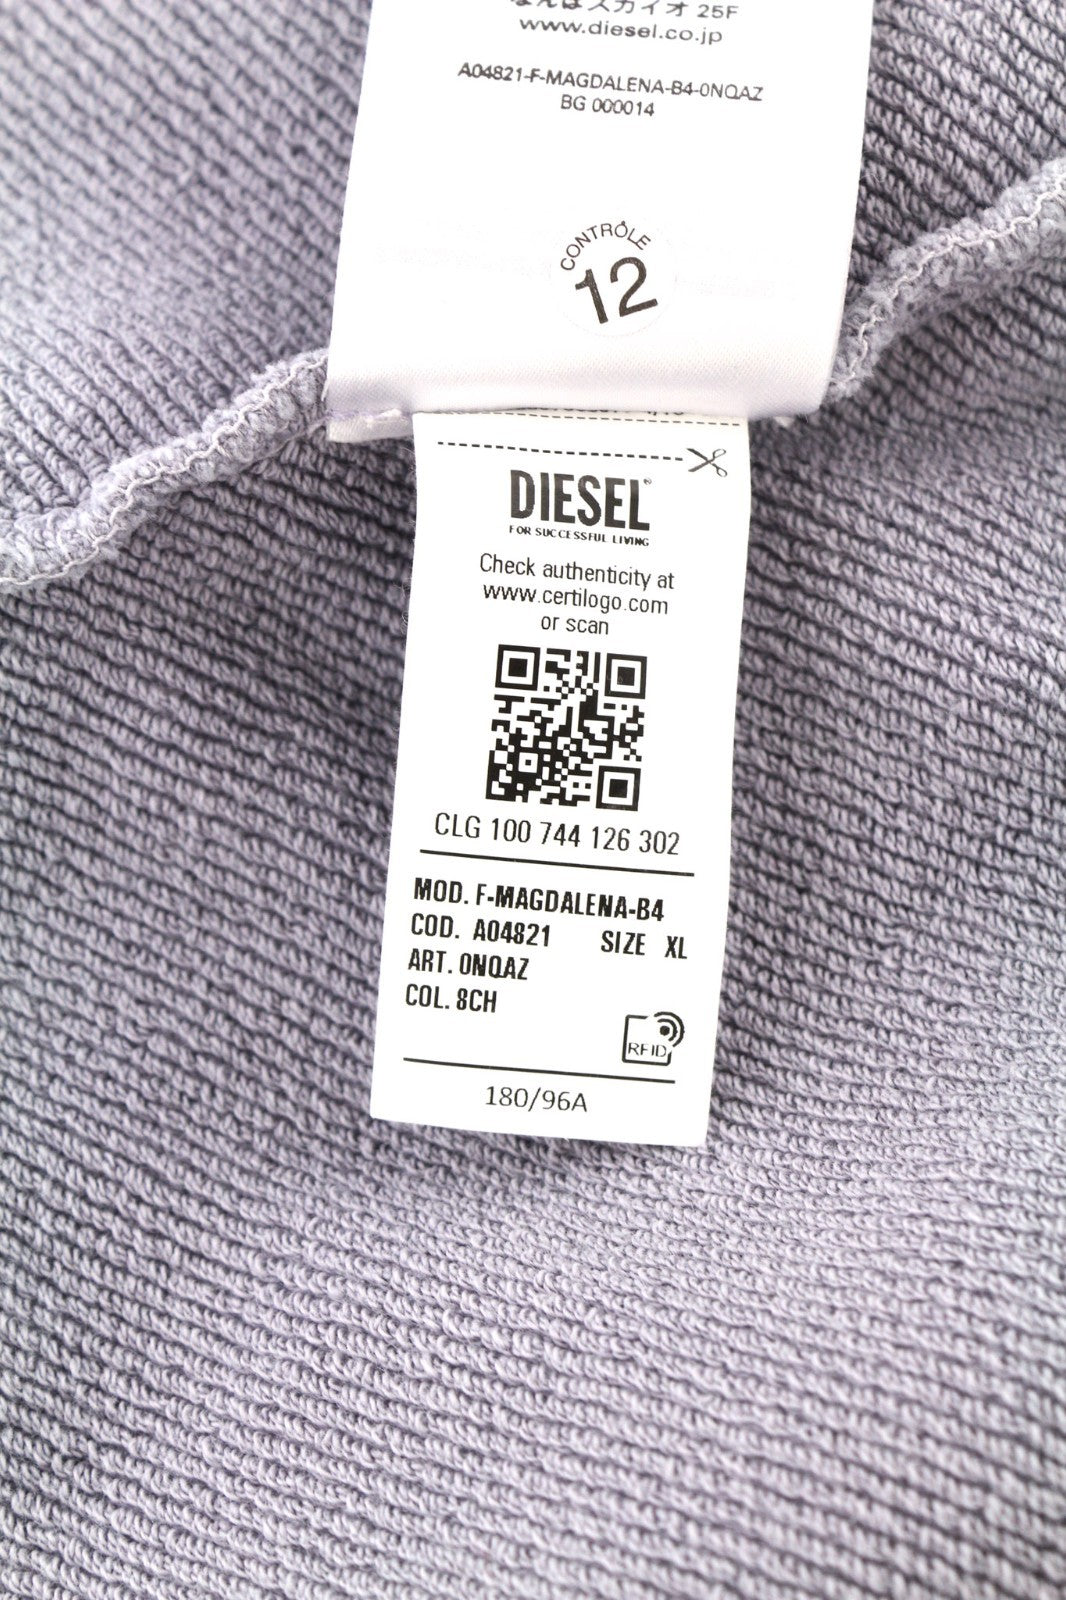 なんばスカイオ 25F
www.diesel.co.jp
A04821-F-MAGDALENA-B4-0NQAZ
BG 000014
CONTRÔLE
12
DIESEL®
FOR SUCCESSFUL LIVING
Check authenticity at
www.certilogo.com
or scan
CLG 100 744 126 302
MOD. F-MAGDALENA-B4
COD. A04821 SIZE XL
ART. 0NQAZ
COL. 8CH
RFID
180/96A